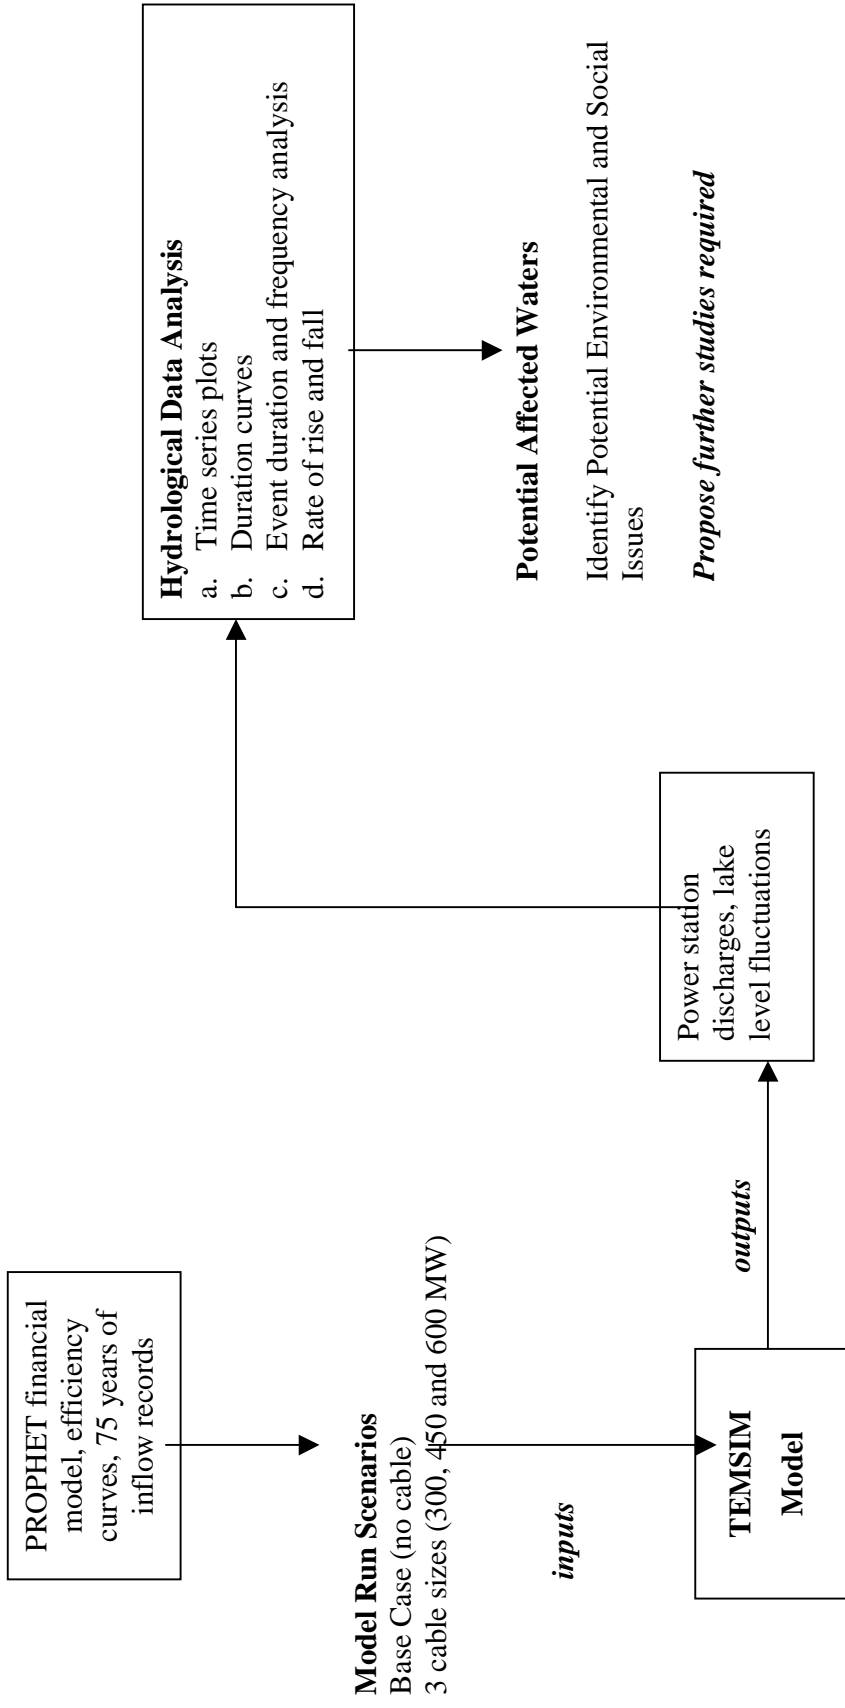 PROPHET financial
model, efficiency
curves, 75 years of
inflow records
Model Run Scenarios
Base Case (no cable)
3 cable sizes (300, 450 and 600 MW)
inputs
TEMSIM
Model
outputs
Power station
discharges, lake
level fluctuations
Hydrological Data Analysis
a. Time series plots
b. Duration curves
c. Event duration and frequency analysis
d. Rate of rise and fall
Potential Affected Waters
Identify Potential Environmental and Social
Issues
Propose further studies required